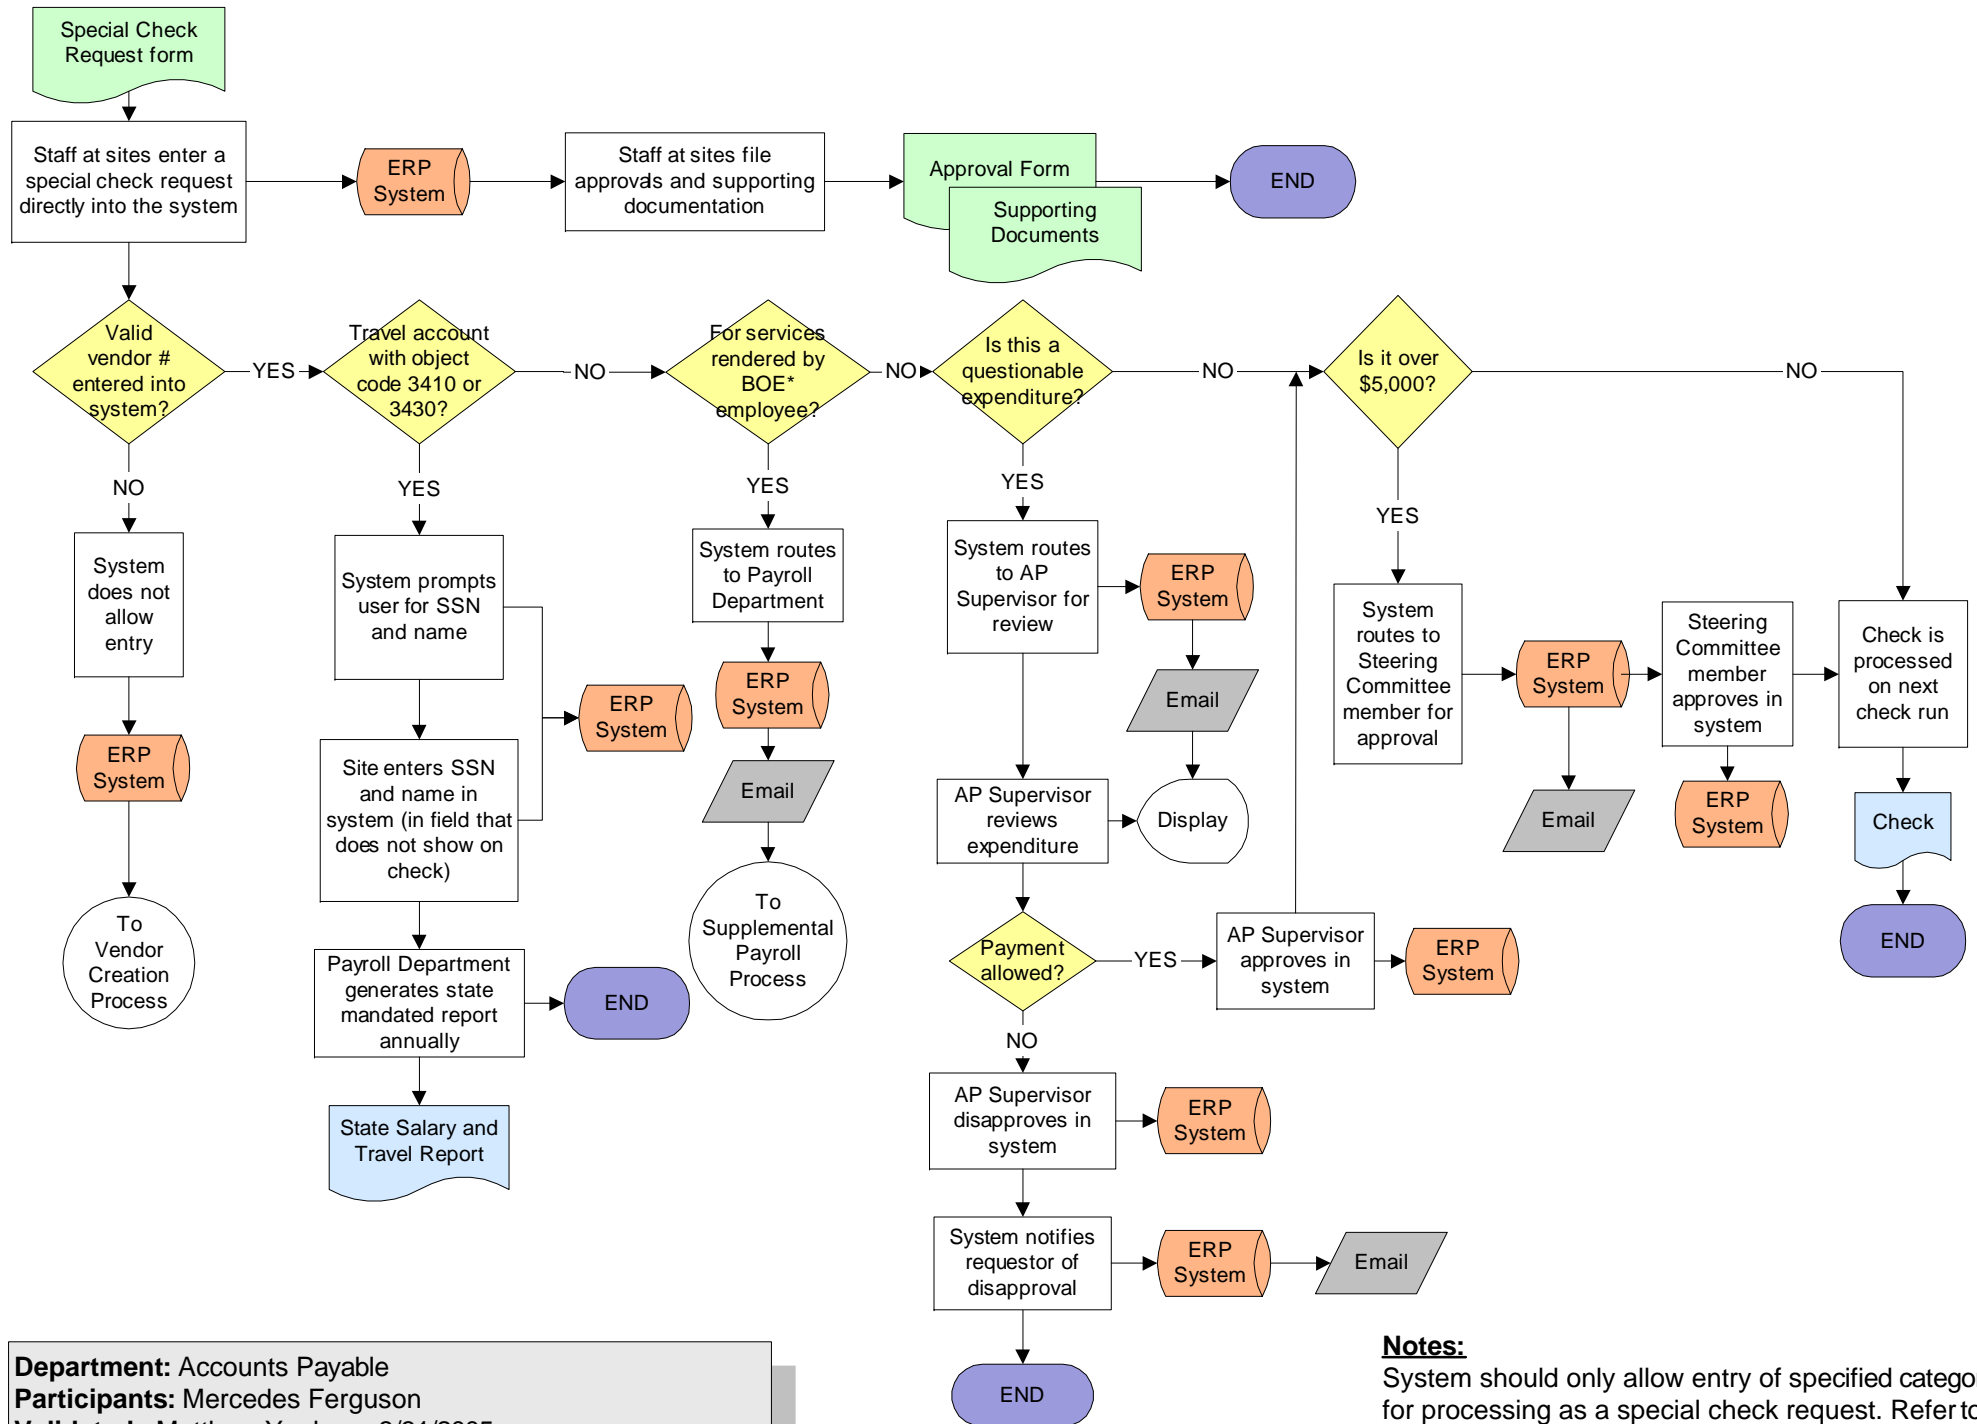 Special Check
Request form
Staff at sites enter a
special check request
directly into the system
ERP
System
Staff at sites file
approvals and supporting
documentation
Approval Form
Supporting
Documents
END
Valid
vendor #
entered into
system?
YES
Travel account
with object
code 3410 or
3430?
NO
For services
rendered by
BOE*
employee?
NO
Is this a
questionable
expenditure?
NO
Is it over
$5,000?
NO
NO
YES
YES
YES
YES
System
does not
allow
entry
ERP
System
To
Vendor
Creation
Process
System prompts
user for SSN
and name
ERP
System
Site enters SSN
and name in
system (in field that
does not show on
check)
Payroll Department
generates state
mandated report
annually
END
State Salary and
Travel Report
System routes
to Payroll
Department
ERP
System
Email
To
Supplemental
Payroll
Process
System routes
to AP
Supervisor for
review
ERP
System
Email
Display
AP Supervisor
reviews
expenditure
Payment
allowed?
YES
AP Supervisor
approves in
system
ERP
System
NO
AP Supervisor
disapproves in
system
ERP
System
System notifies
requestor of
disapproval
ERP
System
Email
END
System
routes to
Steering
Committee
member for
approval
ERP
System
Email
Steering
Committee
member
approves in
system
ERP
System
Check is
processed
on next
check run
Check
END
Department: Accounts Payable
Participants: Mercedes Ferguson
Notes:
System should only allow entry of specified
for processing as a special check request. Refer to